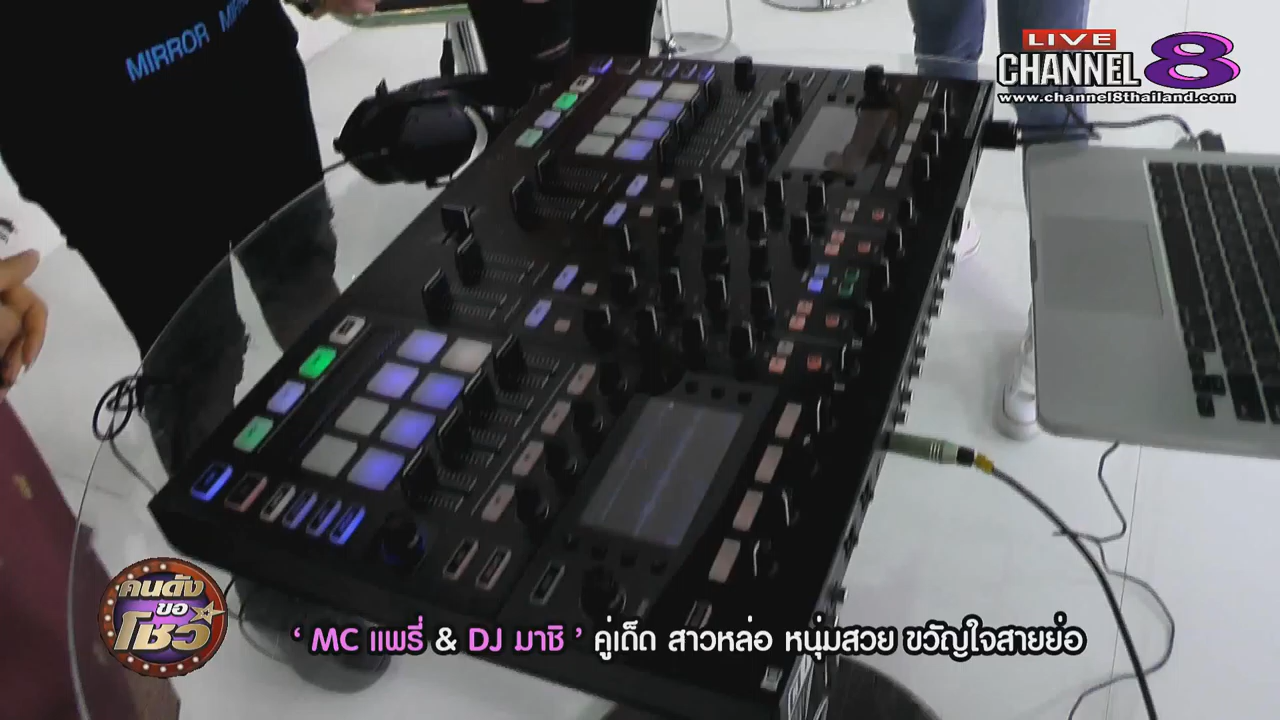 MIRROR MIRR
LIVE
CHANNEL 8
www.channel8thailand.com
คนดัง
ขอ
โชว์
' MC แพรี่ & DJ มาชิ ' คู่เด็ด สาวหล่อ หนุ่มสวย ขวัญใจสายย่อ